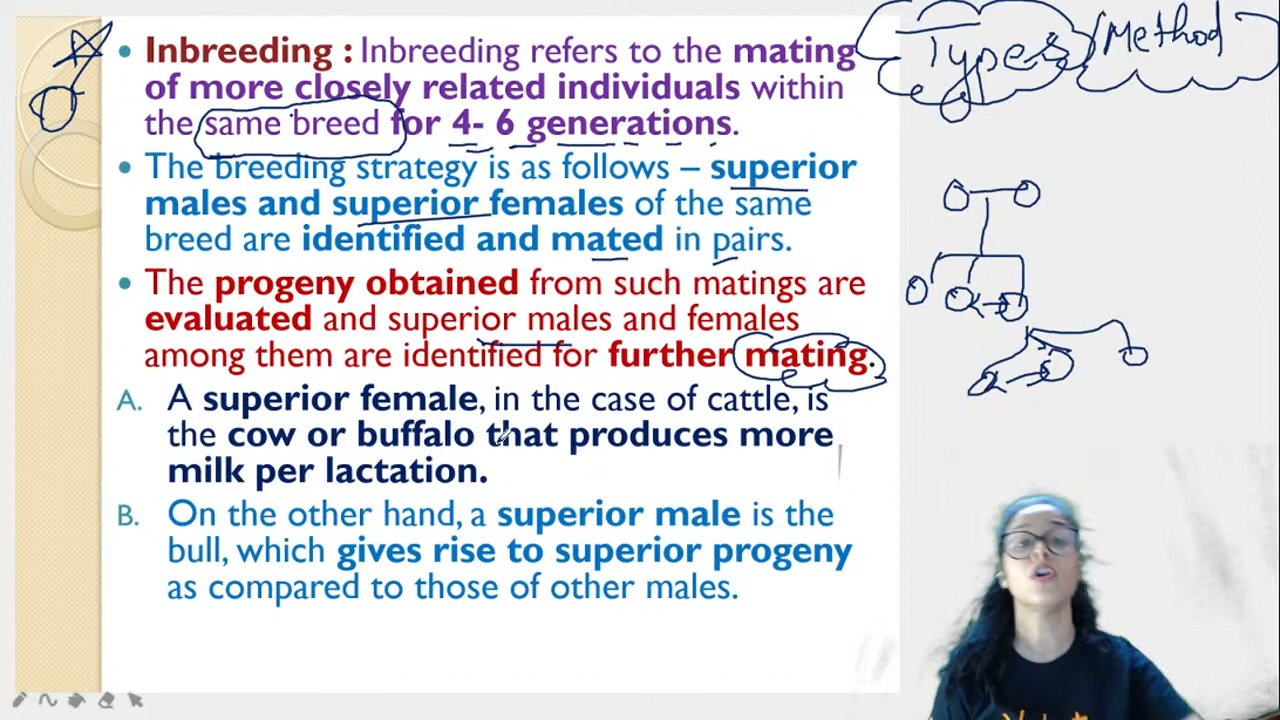 Types/Method
Inbreeding : Inbreeding refers to the mating
of more closely related individuals within
the same breed for 4- 6 generations.
The breeding strategy is as follows – superior
males and superior females of the same
breed are identified and mated in pairs.
The progeny obtained from such matings are
evaluated and superior males and females
among them are identified for further mating.
A. A superior female, in the case of cattle, is
the cow or buffalo that produces more
milk per lactation.
B. On the other hand, a superior male is the
bull, which gives rise to superior progeny
as compared to those of other males.